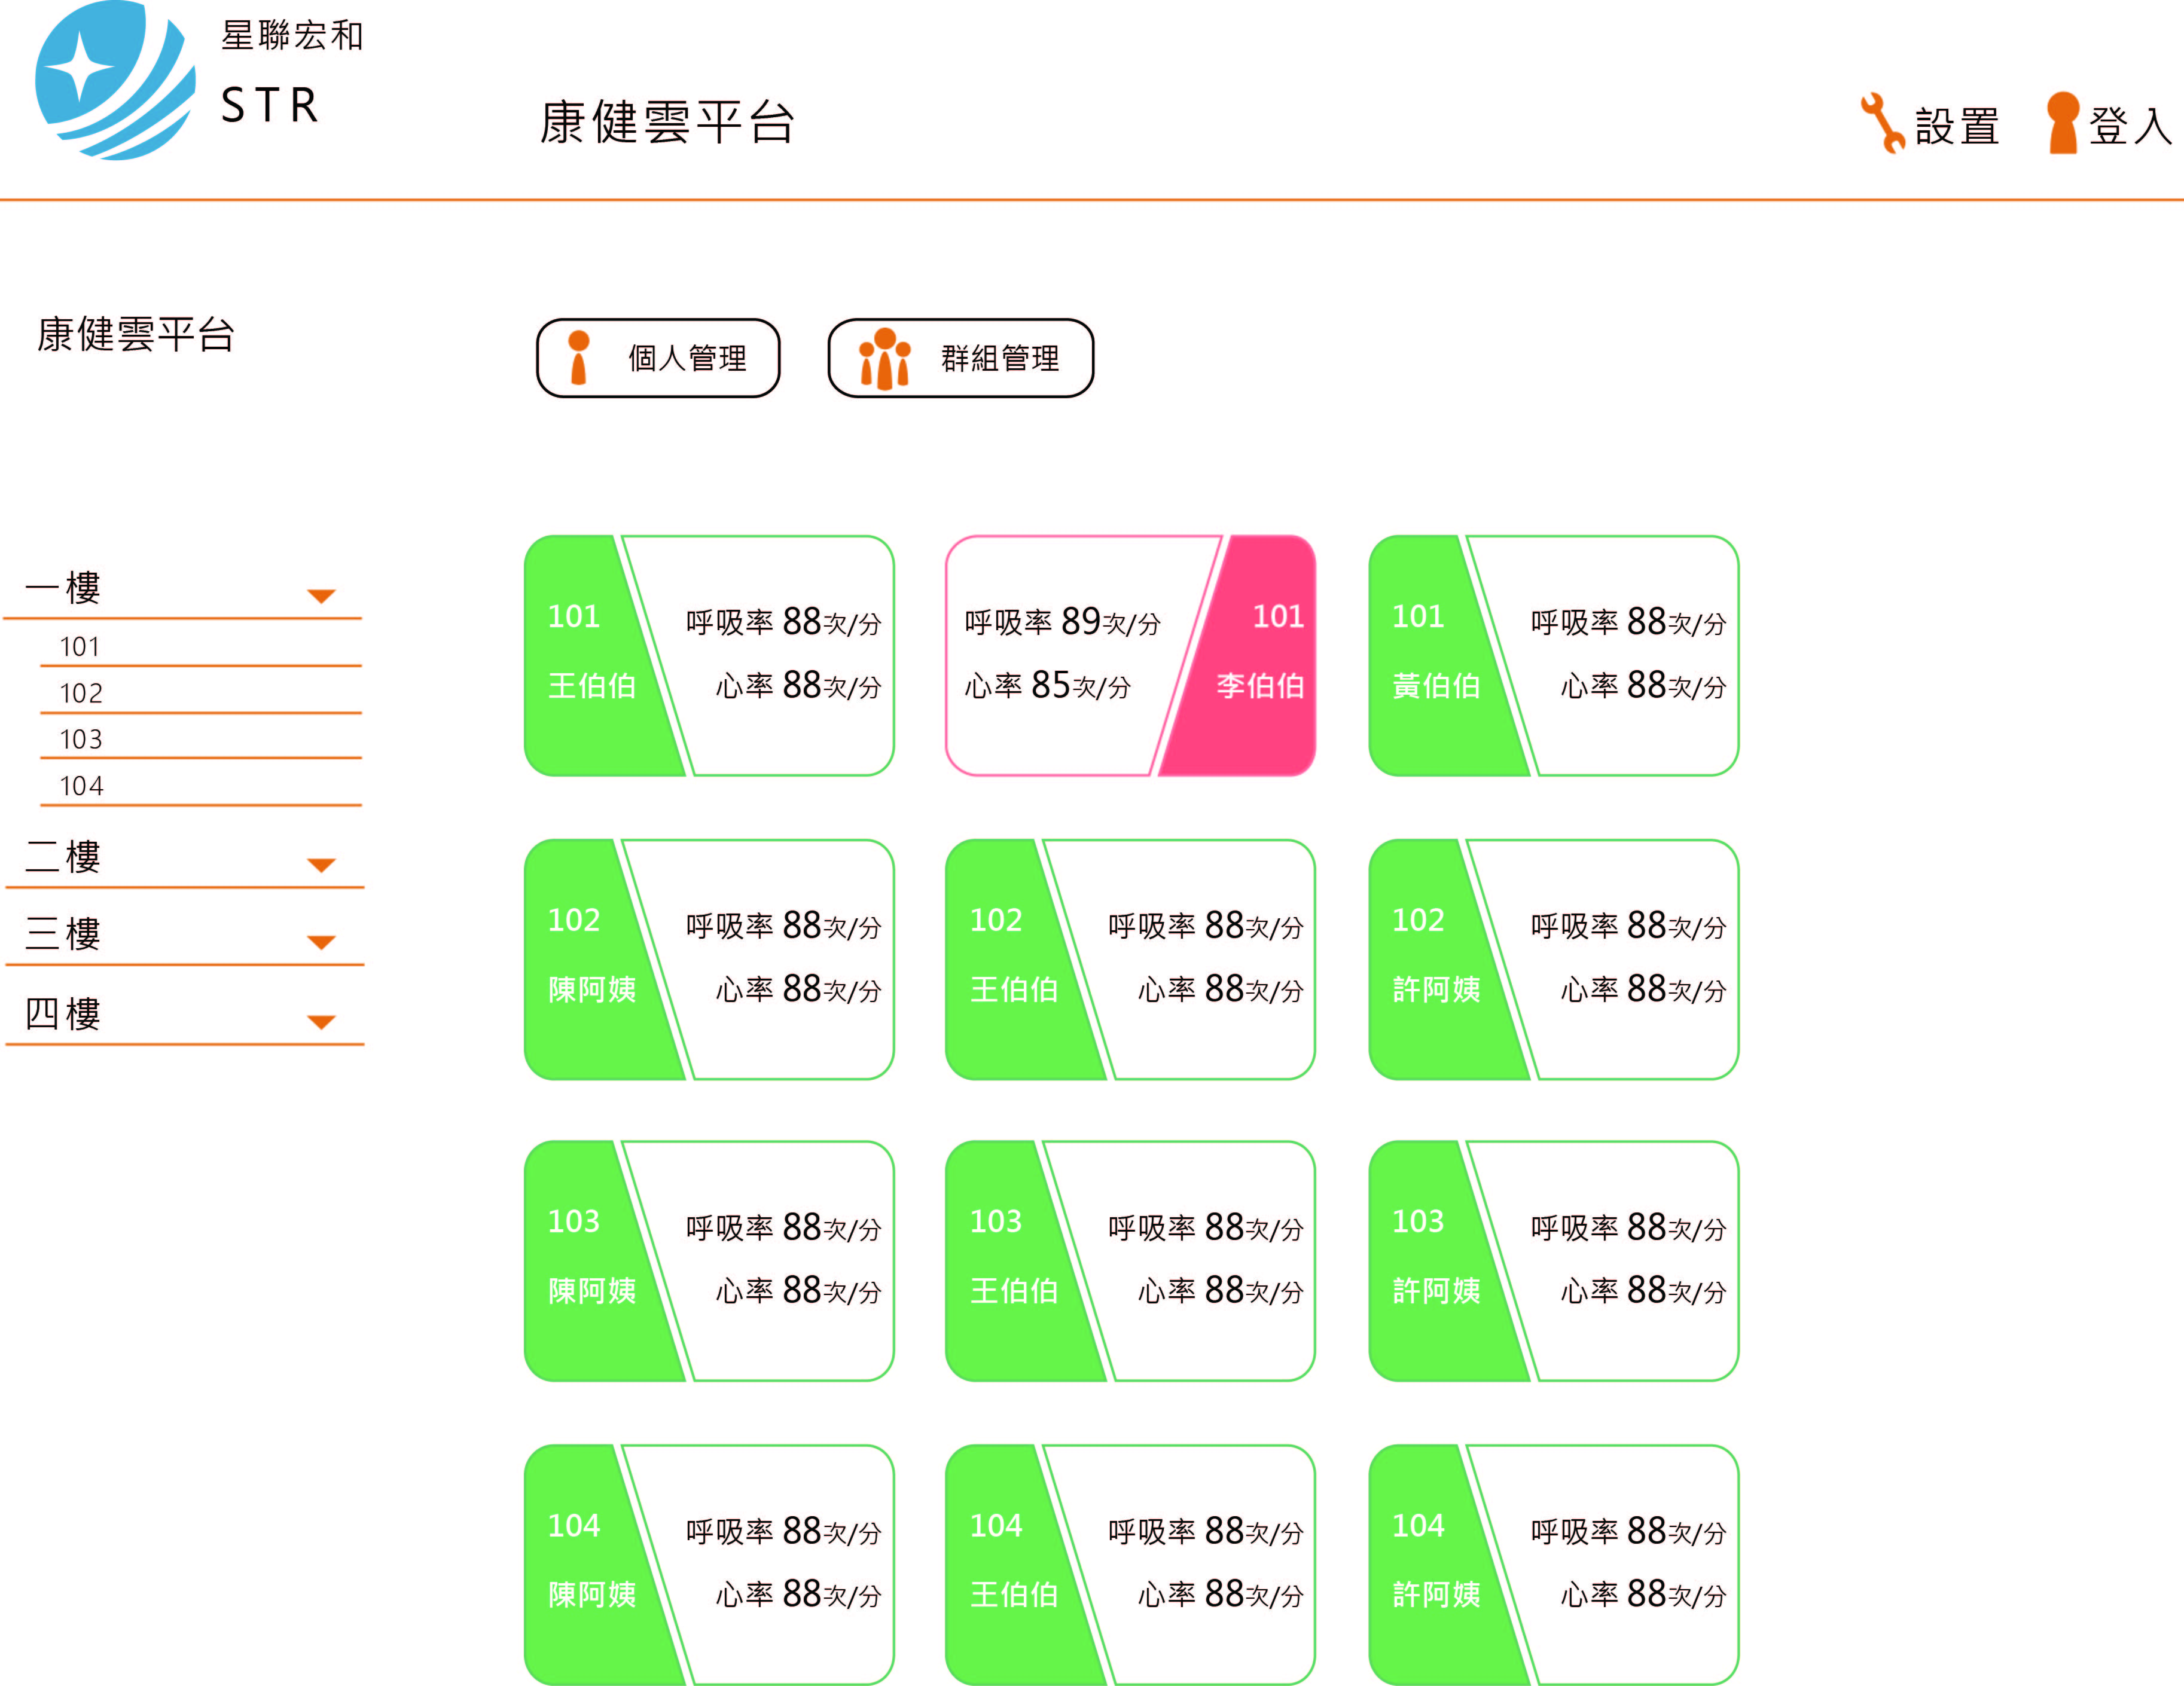 星聯宏和
STR
康健雲平台
設置
登入
康健雲平台
個人管理
群組管理
一樓
101
102
103
104
二樓
三樓
四樓
101
王伯伯
呼吸率 88次/分
心率 88次/分
呼吸率 89次/分
心率 85次/分
101
李伯伯
101
黃伯伯
呼吸率 88次/分
心率 88次/分
102
陳阿姨
呼吸率 88次/分
心率 88次/分
102
王伯伯
呼吸率 88次/分
心率 88次/分
102
許阿姨
呼吸率 88次/分
心率 88次/分
103
陳阿姨
呼吸率 88次/分
心率 88次/分
103
王伯伯
呼吸率 88次/分
心率 88次/分
103
許阿姨
呼吸率 88次/分
心率 88次/分
104
陳阿姨
呼吸率 88次/分
心率 88次/分
104
王伯伯
呼吸率 88次/分
心率 88次/分
104
許阿姨
呼吸率 88次/分
心率 88次/分